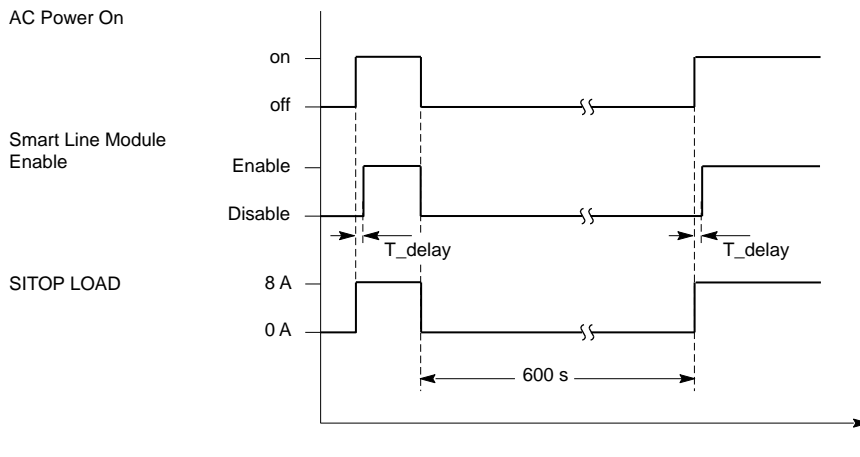 AC Power On
on
off
Smart Line Module
Enable
Enable
Disable
T_delay
T_delay
SITOP LOAD
8 A
0 A
600 s